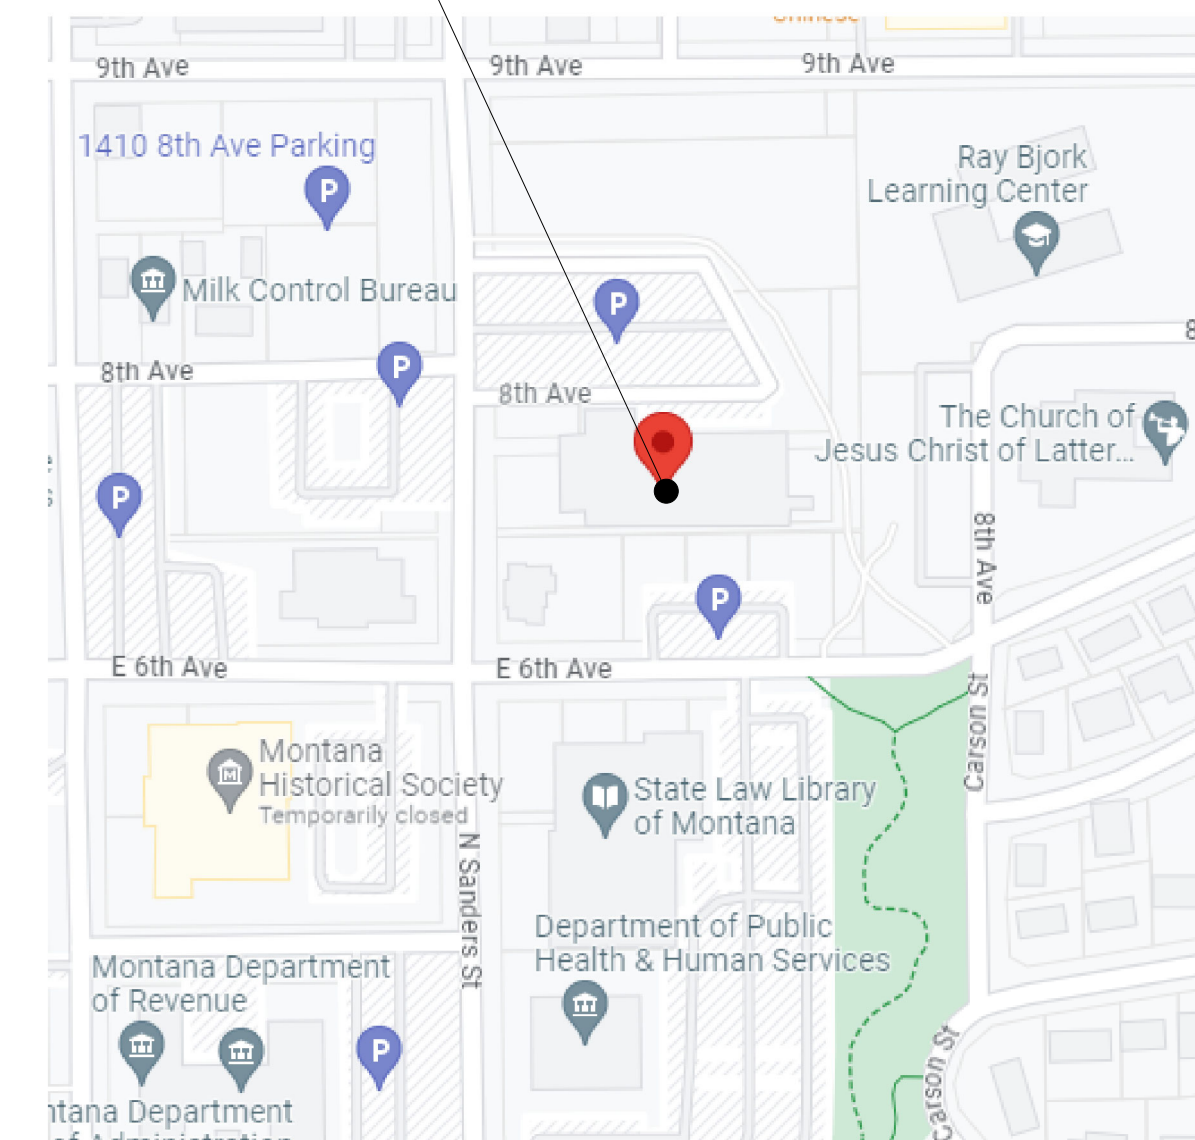 9th Ave
9th Ave
9th Ave
1410 8th Ave Parking
P
Ray Bjork
Learning Center
Milk Control Bureau
P
8th Ave
P
8th Ave
8
The Church of
Jesus Christ of Latter...
P
8th Ave
P
E 6th Ave
E 6th Ave
Carson St
Montana
Historical Society
Temporarily closed
M
State Law Library
of Montana
N Sanders St
Department of Public
Health & Human Services
Montana Department
of Revenue
P
Carson St
ntana Department